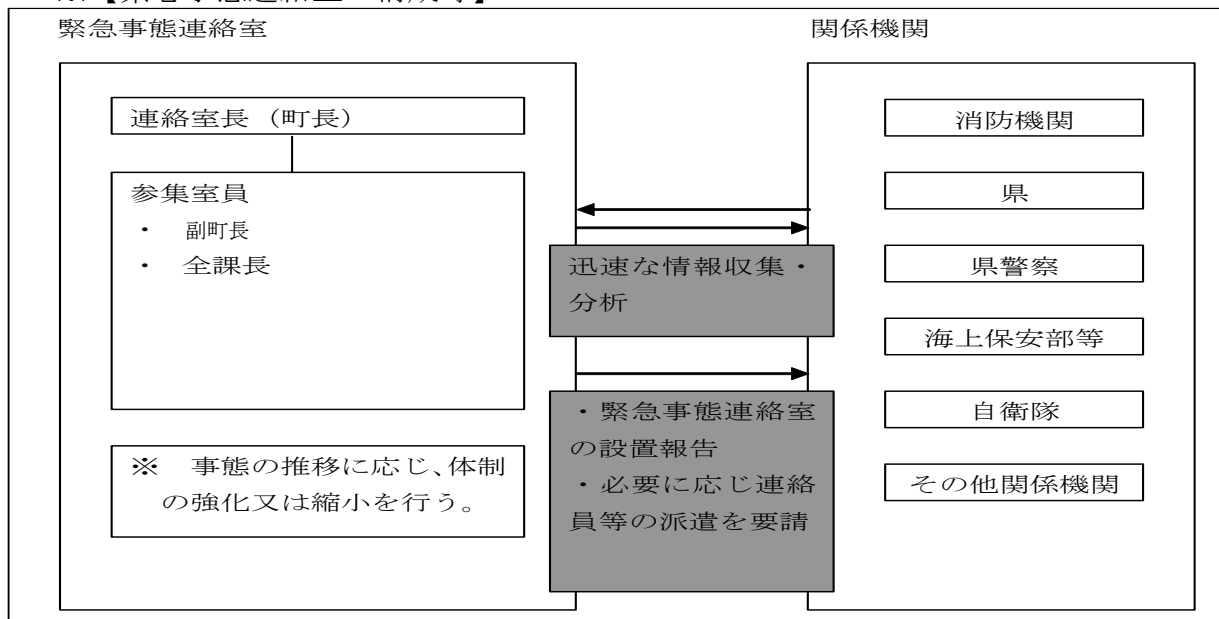 緊急事態連絡室
関係機関
連絡室長（町長）
参集室員
・ 副町長
・ 全課長
※ 事態の推移に応じ、体制
の強化又は縮小を行う。
迅速な情報収集・
分析
・緊急事態連絡室
の設置報告
・必要に応じ連絡
員等の派遣を要請
消防機関
県
県警察
海上保安部等
自衛隊
その他関係機関